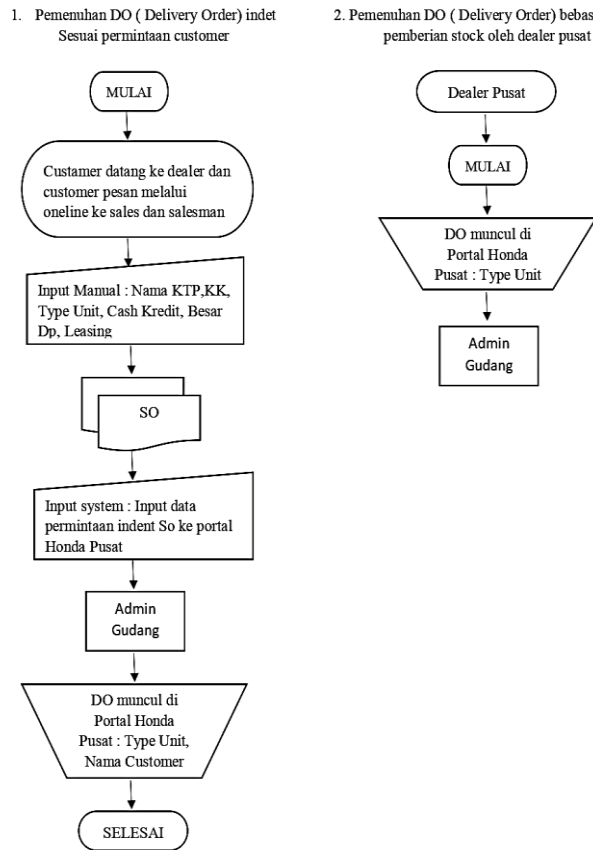 1. Pemenuhan DO ( Delivery Order) indet
Sesuai permintaan customer
MULAI
Custamer datang ke dealer dan
customer pesan melalui
oneline ke sales dan salesman
Input Manual : Nama KTP,KK,
Type Unit, Cash Kredit, Besar
Dp, Leasing
SO
Input system : Input data
permintaan indent So ke portal
Honda Pusat
Admin
Gudang
DO muncul di
Portal Honda
Pusat : Type Unit,
Nama Customer
SELESAI
2. Pemenuhan DO ( Delivery Order) bebas
pemberian stock oleh dealer pusat
Dealer Pusat
MULAI
DO muncul di
Portal Honda
Pusat : Type Unit
Admin
Gudang